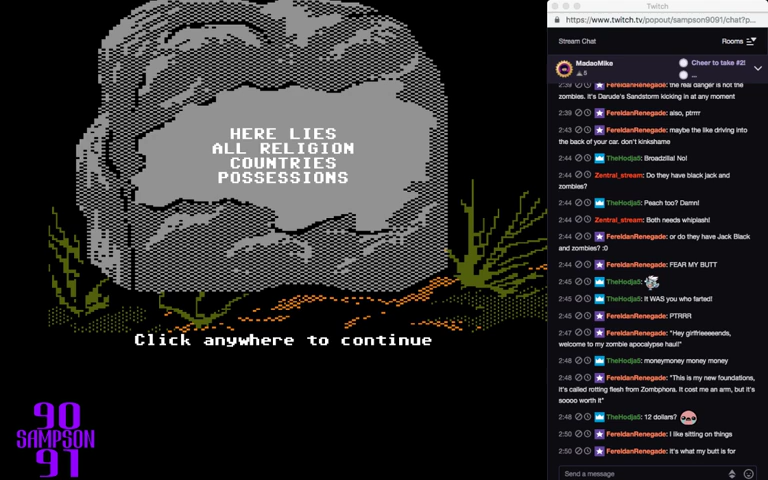 HERE LIES
ALL RELIGION
COUNTRIES
POSSESSIONS
Click anywhere to continue
90
SAMPSON
91
Twitch
https://www.twitch.tv/popout/sampson9091/chat?p...
Stream Chat
Rooms
MadaoMike
6
Cheer to take #2!
...
the real danger is not the
zombies. it's Darude's Sandstorm kicking in at any moment
2:39 FereldanRenegade: also, ptrrrr
2:43 FereldanRenegade: maybe the like driving into
the back of your car. don't kinkshame
2:44 TheHodja5: Broadzilla! No!
2:44 Zentral_stream: Do they have black jack and
zombies?
2:44 TheHodja5: Peach too? Damn!
2:44 Zentral_stream: Both needs whiplash!
2:44 FereldanRenegade: or do they have Jack Black
and zombies? :0
2:44 FereldanRenegade: FEAR MY BUTT
2:45 TheHodja5:
2:45 TheHodja5: It WAS you who farted!
2:45 FereldanRenegade: PTRRR
2:47 FereldanRenegade: "Hey girlfrieeeeends,
welcome to my zombie apocalypse haul!"
2:48 TheHodja5: moneymoney money money
2:48 FereldanRenegade: "This is my new foundations,
it's called rotting flesh from Zombphora. It cost me an arm, but it's
soooo worth it"
2:48 TheHodja5: 12 dollars?
2:50 FereldanRenegade: I like sitting on things
2:50 FereldanRenegade: it's what my butt is for
Send a message